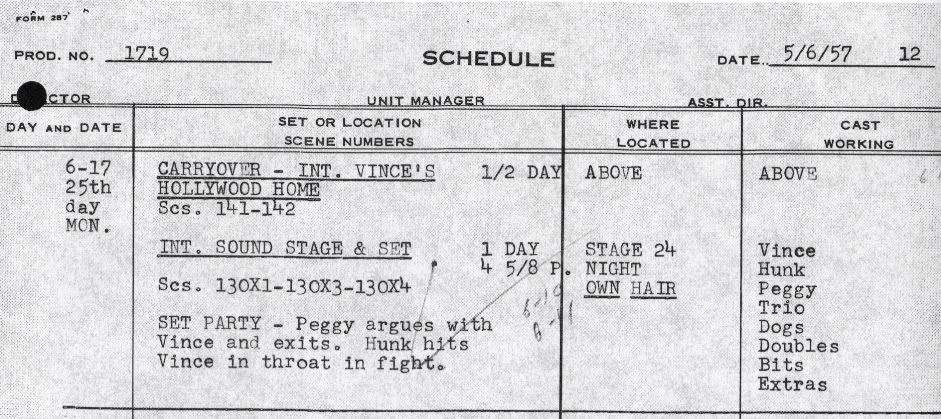 FORM 287
PROD. NO. 1719 SCHEDULE DATE.. 5/6/57 12
D CTOR UNIT MANAGER ASST. DIR.
DAY AND DATE SET OR LOCATION SCENE NUMBERS WHERE LOCATED CAST WORKING
6-17 CARRYOVER - INT. VINCE'S 1/2 DAY ABOVE ABOVE
25th HOLLYWOOD HOME
day Scs. 141-142
MON.
INT. SOUND STAGE & SET 1 DAY STAGE 24 Vince
4 5/8 P. NIGHT Hunk
Scs. 130X1-130X3-130X4 OWN HAIR Peggy
Trio
SET PARTY - Peggy argues with Dogs
Vince and exits. Hunk hits Doubles
Vince in throat in fight. Bits
Extras